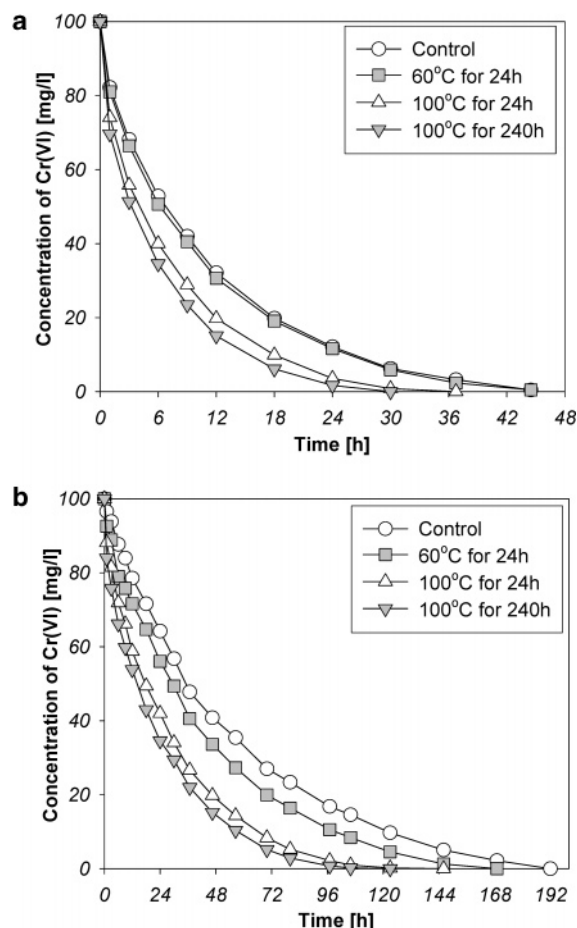 a
Concentration of Cr(VI) [mg/l]
100
80
60
40
20
0
Control
60°C for 24h
100°C for 24h
100°C for 240h
0 6 12 18 24 30 36 42 48
Time [h]
b
Concentration of Cr(VI) [mg/l]
100
80
60
40
20
0
Control
60°C for 24h
100°C for 24h
100°C for 240h
0 24 48 72 96 120 144 168 192
Time [h]